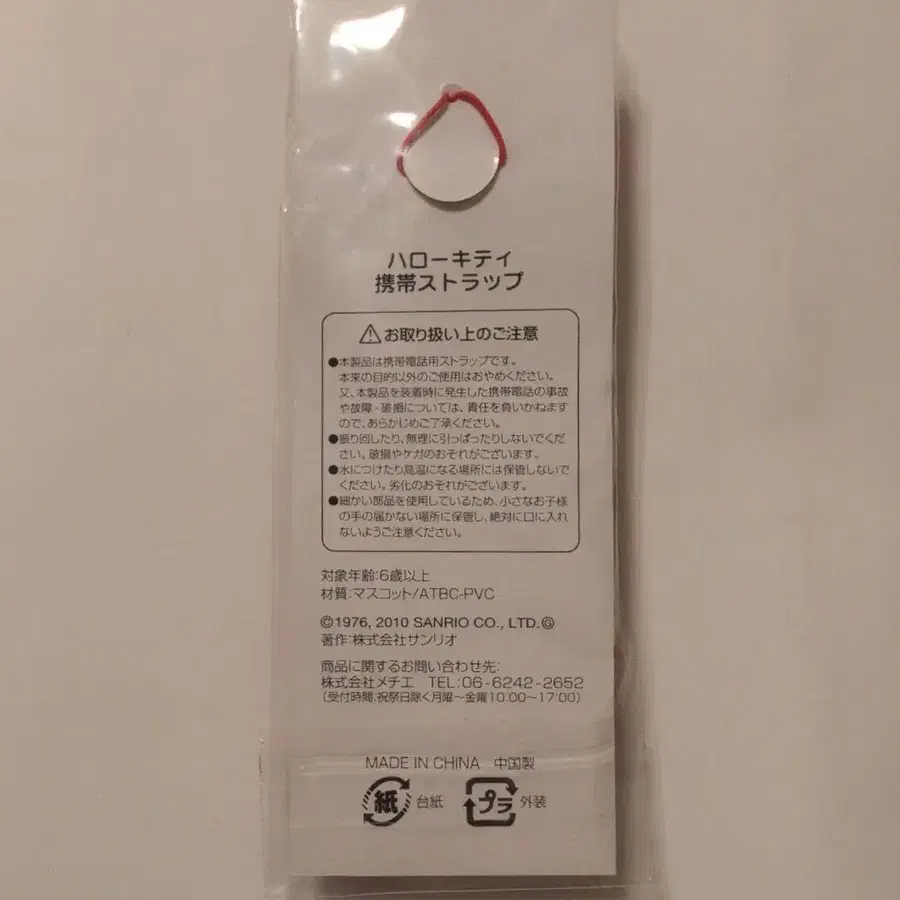 ハローキティ
携帯ストラップ
⚠お取り扱い上のご注意
●本製品は携帯電話用ストラップです。
本来の目的以外のご使用はおやめください。
又、本製品を装着時に発生した携帯電話の事故
や故障・破損については、責任を負いかねます
ので、あらかじめご了承ください。
●振り回したり、無理に引っぱったりしないでくだ
さい。破損やケガのおそれがございます。
●水につけたり高温になる場所には保管しないで
ください。劣化のおそれがございます。
●細かい部品を使用しているため、小さなお子様
の手の届かない場所に保管し、絶対に口に入れ
ないようご注意ください。
対象年齢:6歳以上
材質:マスコット/ATBC-PVC
©1976, 2010 SANRIO CO., LTD.Ⓖ
著作:株式会社サンリオ
商品に関するお問い合わせ先:
株式会社メチエ TEL:06-6242-2652
(受付時間:祝祭日除く月曜~金曜10:00~17:00)
MADE IN CHINA 中国製
紙 台紙 プラ 外装